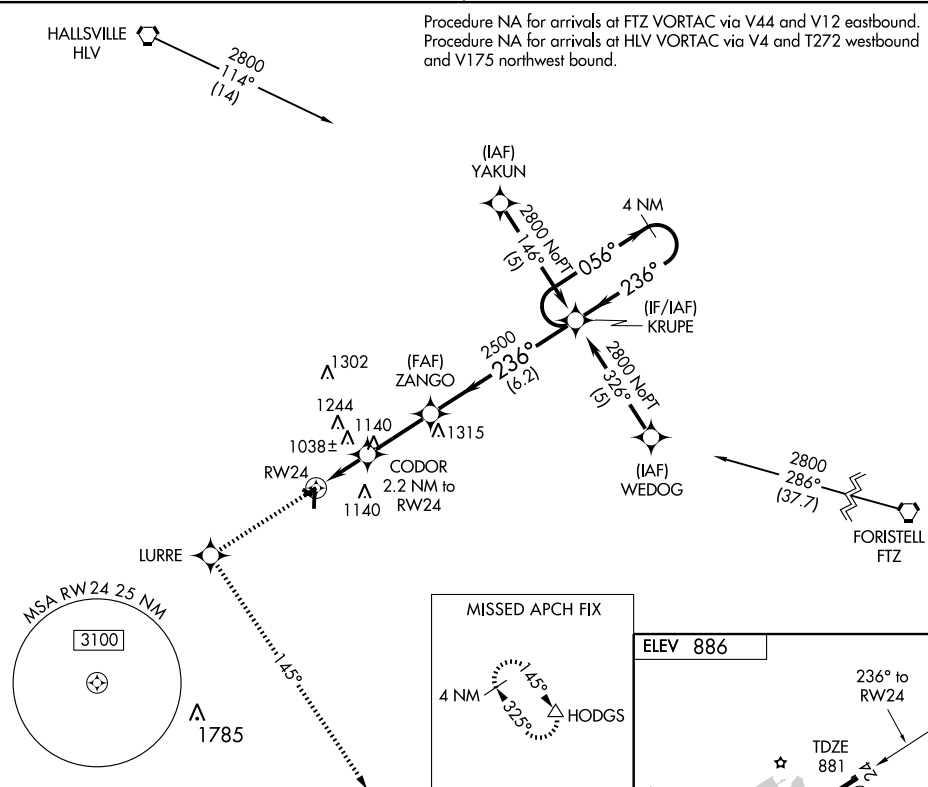 Procedure NA for arrivals at FTZ VORTAC via V44 and V12 eastbound.
Procedure NA for arrivals at HLV VORTAC via V4 and T272 westbound
and V175 northwest bound.
HALLSVILLE
HLV
2800
114°
(14)
(IAF)
YAKUN
2800 NoPT
146°
(5)
4 NM
056°
236°
(IF/IAF)
KRUPE
2500
236°
(6.2)
2800 NoPT
326°
(5)
(IAF)
WEDOG
(FAF)
ZANGO
1302
1244
1140
1038±
1315
RW24
CODOR
2.2 NM to
RW24
1140
2800
286°
(37.7)
FORISTELL
FTZ
LURRE
145°
MSA RW24 25 NM
3100
1785
MISSED APCH FIX
4 NM
145°
325°
HODGS
ELEV 886
236° to
RW24
TDZE
881
24